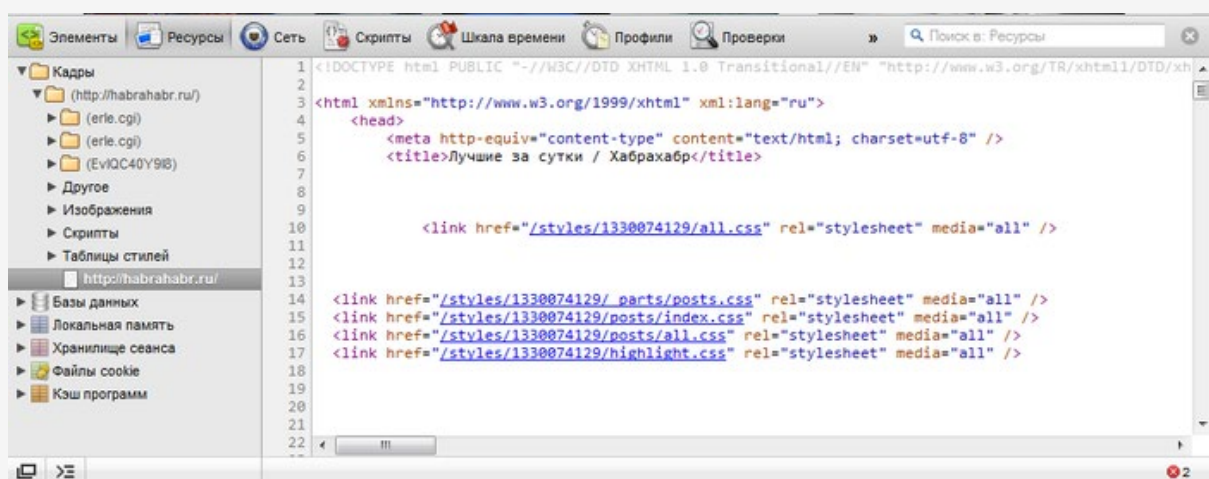 Элементы Ресурсы Сеть Скрипты Шкала времени Профили Проверки » Поиск в: Ресурсы
Кадры
(http://habrahabr.ru/)
(erle.cgi)
(erle.cgi)
(EvIQC40Y9I8)
Другое
Изображения
Скрипты
Таблицы стилей
http://habrahabr.ru/
Базы данных
Локальная память
Хранилище сеанса
Файлы cookie
Кэш программ
1 <!DOCTYPE html PUBLIC "-//W3C//DTD XHTML 1.0 Transitional//EN" "http://www.w3.org/TR/xhtml1/DTD/xh
2
3 <html xmlns="http://www.w3.org/1999/xhtml" xml:lang="ru">
4 <head>
5 <meta http-equiv="content-type" content="text/html; charset=utf-8" />
6 <title>Лучшие за сутки / Хабрахабр</title>
7
8
9
10 <link href="/styles/1330074129/all.css" rel="stylesheet" media="all" />
11
12
13
14 <link href="/styles/1330074129/_parts/posts.css" rel="stylesheet" media="all" />
15 <link href="/styles/1330074129/posts/index.css" rel="stylesheet" media="all" />
16 <link href="/styles/1330074129/posts/all.css" rel="stylesheet" media="all" />
17 <link href="/styles/1330074129/highlight.css" rel="stylesheet" media="all" />
18
19
20
21
22
2